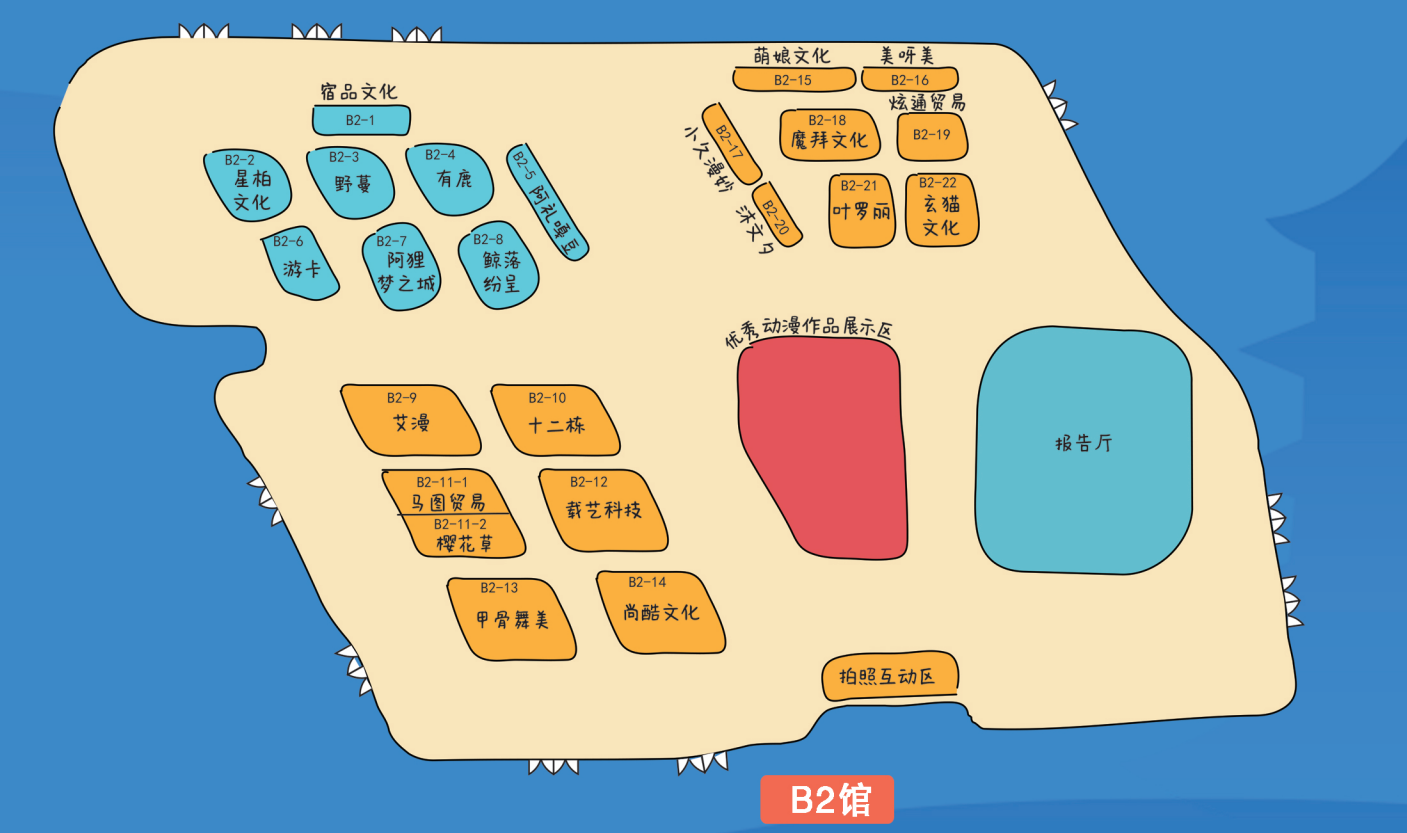 宿品文化
B2-1
B2-2
星柏
文化
B2-3
野蔓
B2-4
有鹿
B2-5 阿礼嘎豆
B2-6
游卡
B2-7
阿狸
梦之城
B2-8
鲸落
纷呈
萌娘文化
B2-15
美呀美
B2-16
小久漫妙
B2-17
B2-18
魔拜文化
炫通贸易
B2-19
沐文夕
B2-20
B2-21
叶罗丽
B2-22
玄猫
文化
B2-9
艾漫
B2-10
十二栋
B2-11-1
马图贸易
B2-11-2
樱花草
B2-12
载艺科技
B2-13
甲骨舞美
B2-14
尚酷文化
优秀动漫作品展示区
报告厅
拍照互动区
B2馆